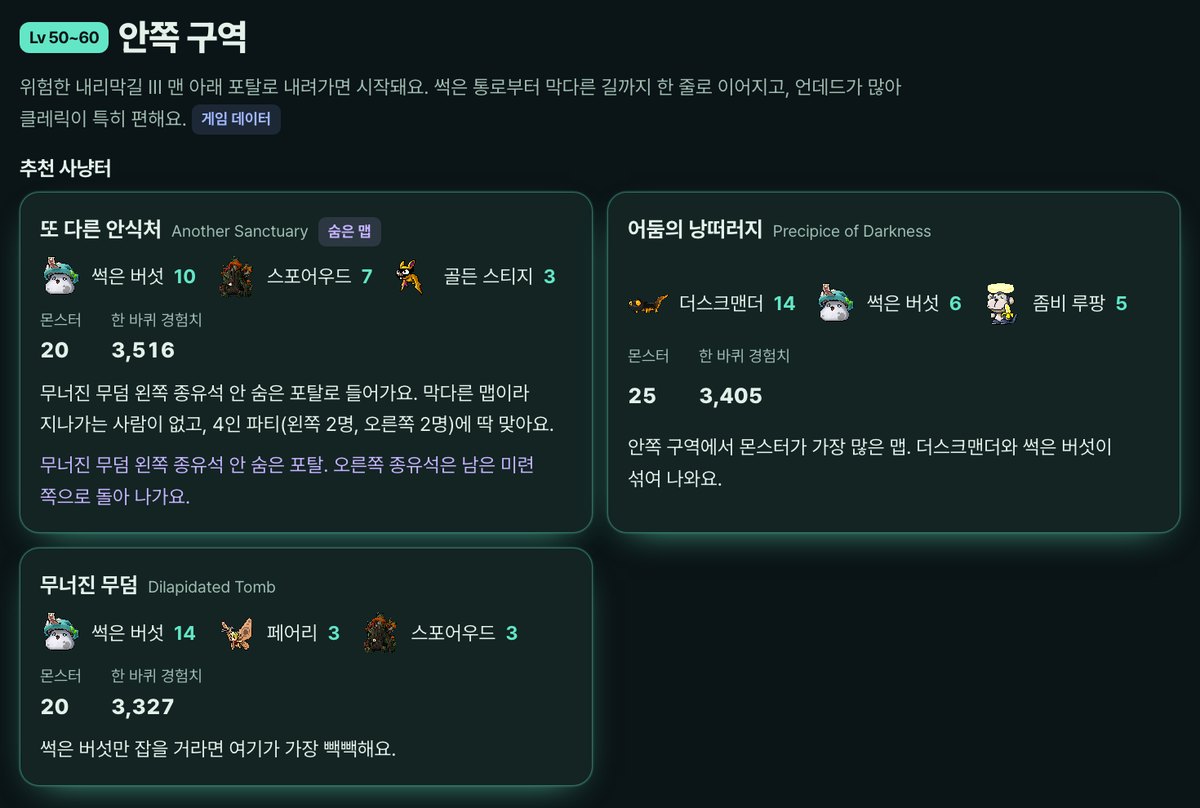 Lv 50~60 안쪽 구역
위험한 내리막길 III 맨 아래 포탈로 내려가면 시작돼요. 썩은 통로부터 막다른 길까지 한 줄로 이어지고, 언데드가 많아
클레릭이 특히 편해요. 게임 데이터
추천 사냥터
또 다른 안식처 Another Sanctuary 숨은 맵
썩은 버섯 10 스포어우드 7 골든 스티지 3
몬스터 한 바퀴 경험치
20 3,516
무너진 무덤 왼쪽 종유석 안 숨은 포탈로 들어가요. 막다른 맵이라
지나가는 사람이 없고, 4인 파티(왼쪽 2명, 오른쪽 2명)에 딱 맞아요.
무너진 무덤 왼쪽 종유석 안 숨은 포탈. 오른쪽 종유석은 남은 미련
쪽으로 돌아 나가요.
어둠의 낭떠러지 Precipice of Darkness
더스크맨더 14 썩은 버섯 6 좀비 루팡 5
몬스터 한 바퀴 경험치
25 3,405
안쪽 구역에서 몬스터가 가장 많은 맵. 더스크맨더와 썩은 버섯이
섞여 나와요.
무너진 무덤 Dilapidated Tomb
썩은 버섯 14 페어리 3 스포어우드 3
몬스터 한 바퀴 경험치
20 3,327
썩은 버섯만 잡을 거라면 여기가 가장 빽빽해요.